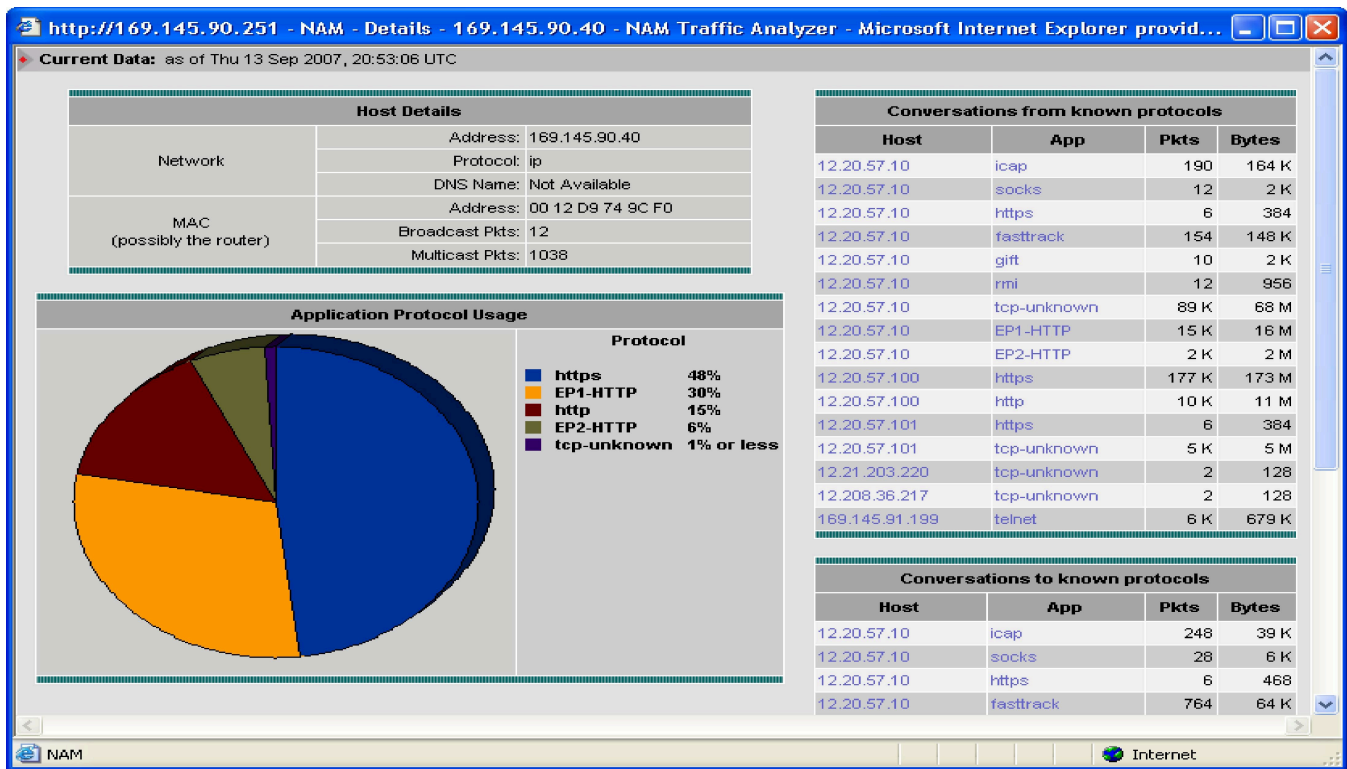 http://169.145.90.251 - NAM - Details - 169.145.90.40 - NAM Traffic Analyzer - Microsoft Internet Explorer provid...
Current Data: as of Thu 13 Sep 2007, 20:53:06 UTC
Host Details
Network
Address: 169.145.90.40
Protocol: ip
DNS Name: Not Available
MAC
(possibly the router)
Address: 00 12 D9 74 9C F0
Broadcast Pkts: 12
Multicast Pkts: 1038
Application Protocol Usage
Protocol
https 48%
EP1-HTTP 30%
http 15%
EP2-HTTP 6%
tcp-unknown 1% or less
Conversations from known protocols
Host App Pkts Bytes
12.20.57.10 icap 190 164 K
12.20.57.10 socks 12 2 K
12.20.57.10 https 6 384
12.20.57.10 fasttrack 154 148 K
12.20.57.10 gift 10 2 K
12.20.57.10 rmi 12 956
12.20.57.10 tcp-unknown 89 K 68 M
12.20.57.10 EP1-HTTP 15 K 16 M
12.20.57.10 EP2-HTTP 2 K 2 M
12.20.57.100 https 177 K 173 M
12.20.57.100 http 10 K 11 M
12.20.57.101 https 6 384
12.20.57.101 tcp-unknown 5 K 5 M
12.21.203.220 tcp-unknown 2 128
12.208.36.217 tcp-unknown 2 128
169.145.91.199 telnet 6 K 679 K
Conversations to known protocols
Host App Pkts Bytes
12.20.57.10 icap 248 39 K
12.20.57.10 socks 28 6 K
12.20.57.10 https 6 468
12.20.57.10 fasttrack 764 64 K
NAM
Internet